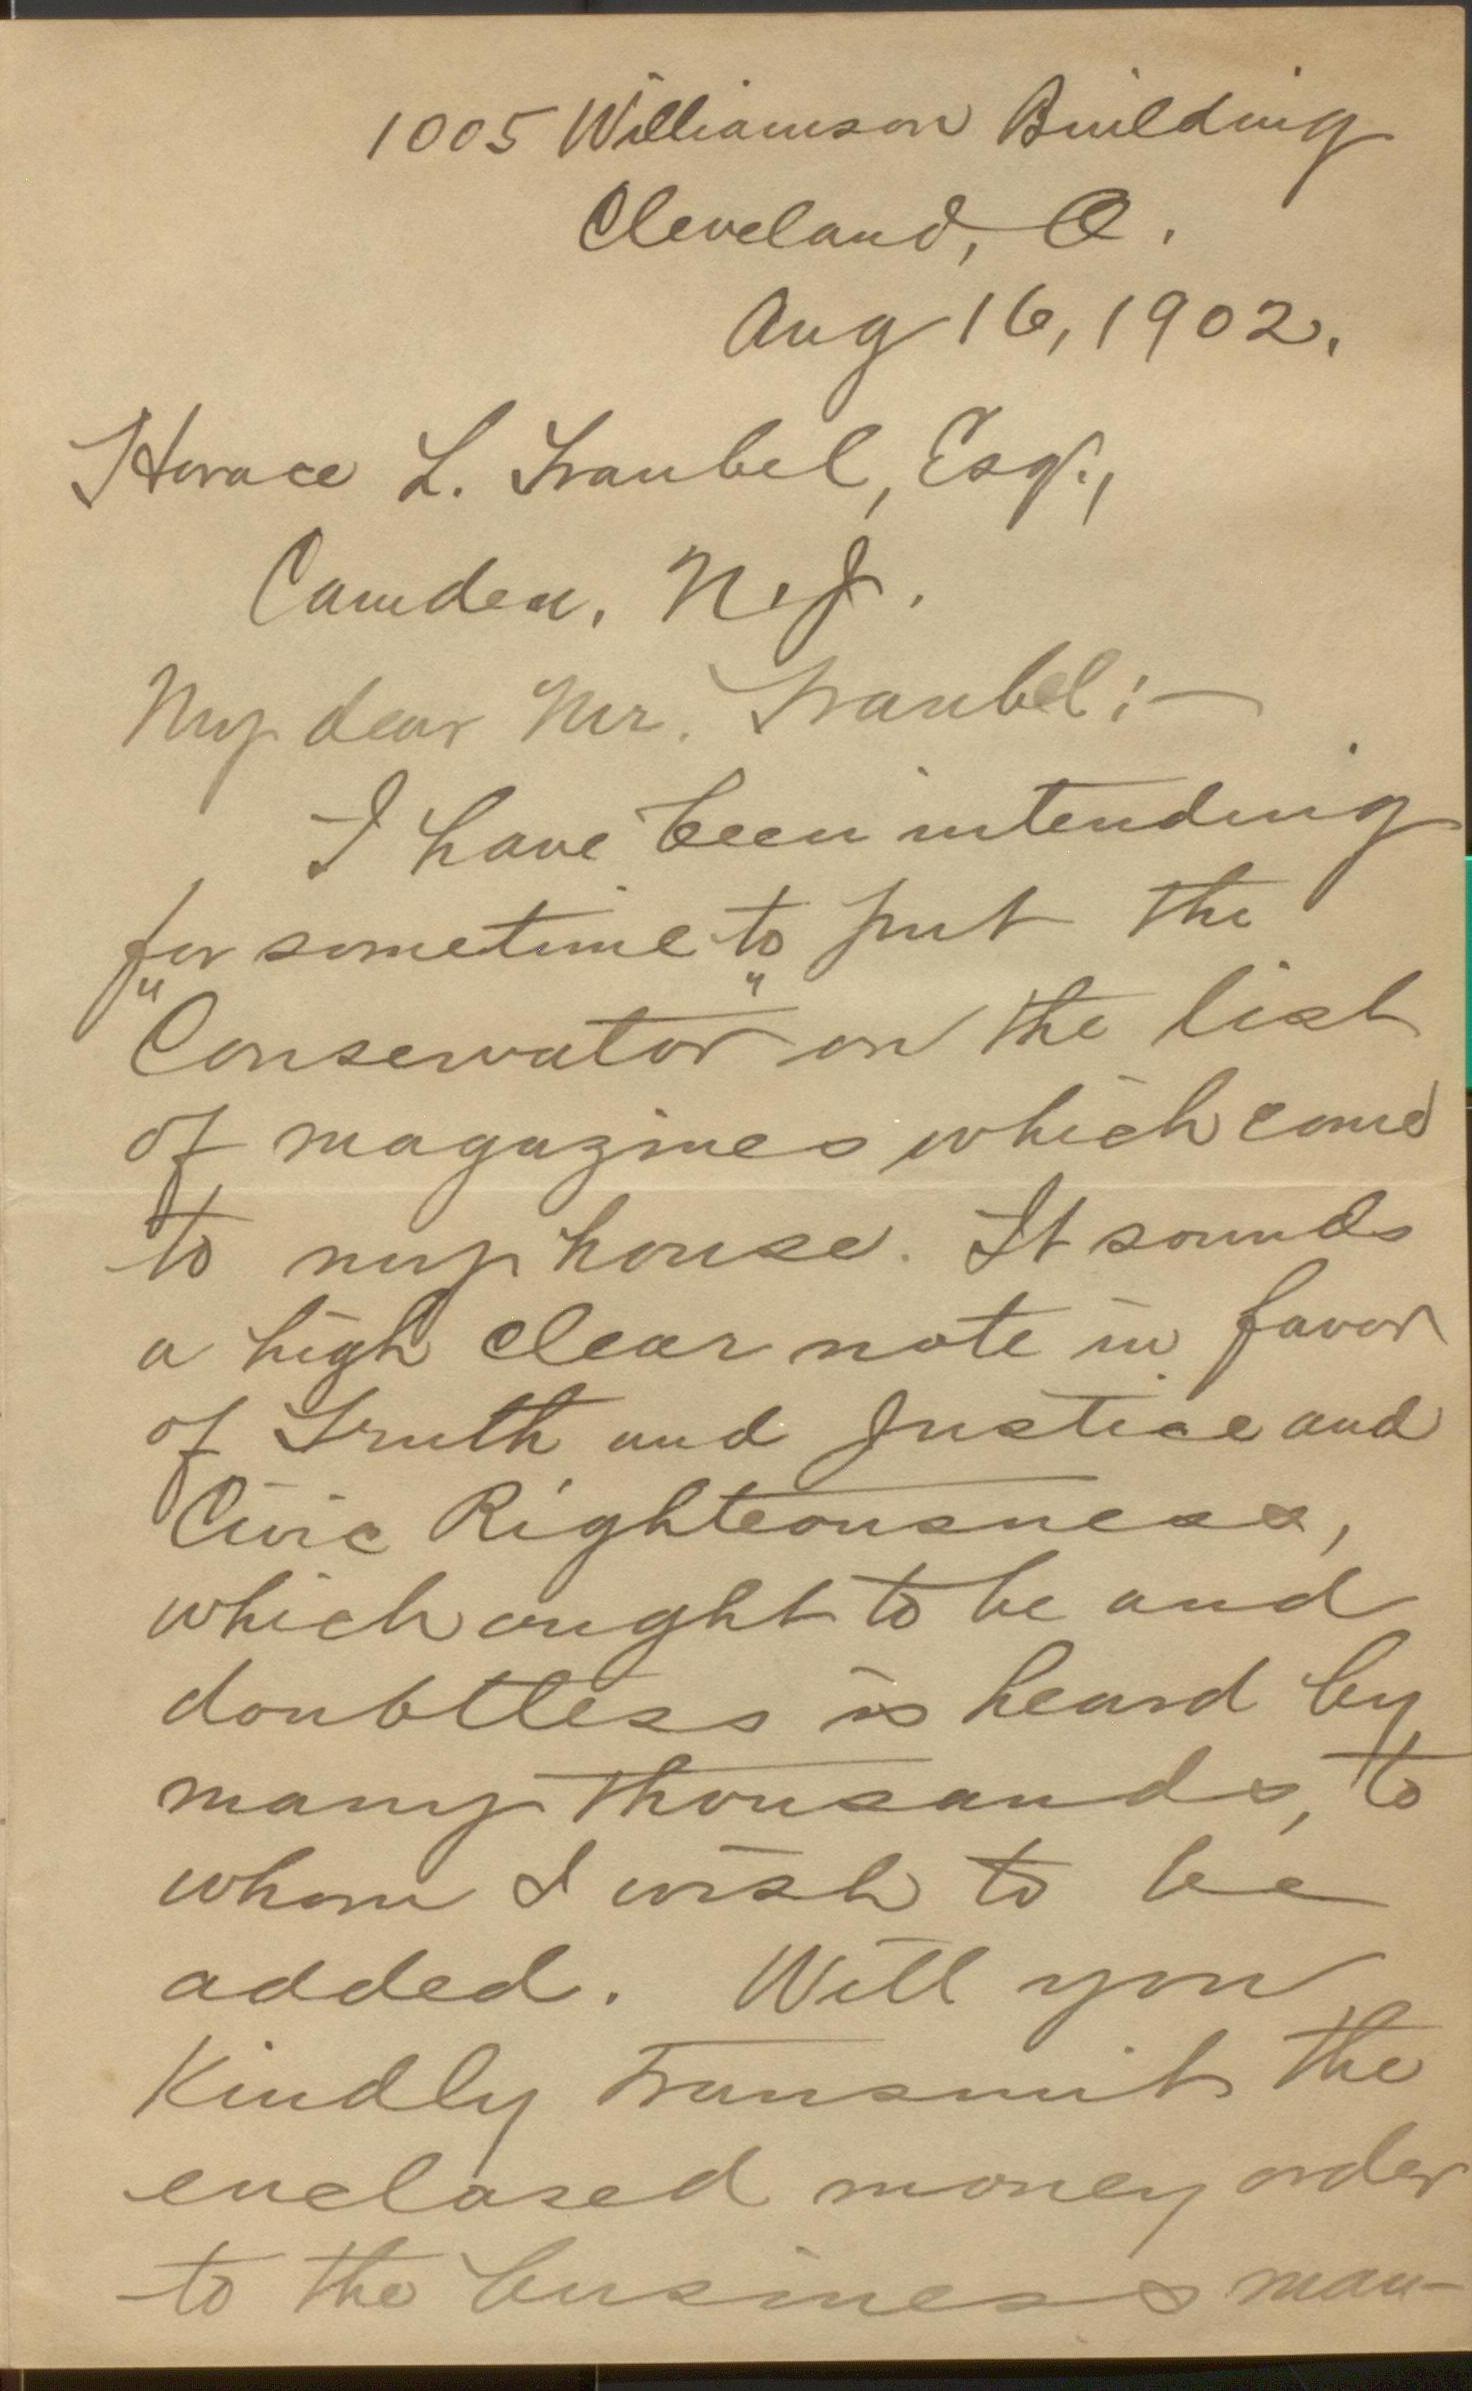 1005 Williamson Building
Cleveland, O.
Aug 16, 1902.
Horace L. Traubel, Esqr.,
Camden, N.J.
My dear Mr. Traubel:—
I have been intending
for sometime to put the
"Conservator" on the list
of magazines which come
to my house. It sounds
a high clear note in favor
of Truth and Justice and
Civic Righteousness,
which ought to be and
doubtless is heard by
many thousands, to
whom I wish to be
added. Will you
kindly transmit the
enclosed money order
to the business man-